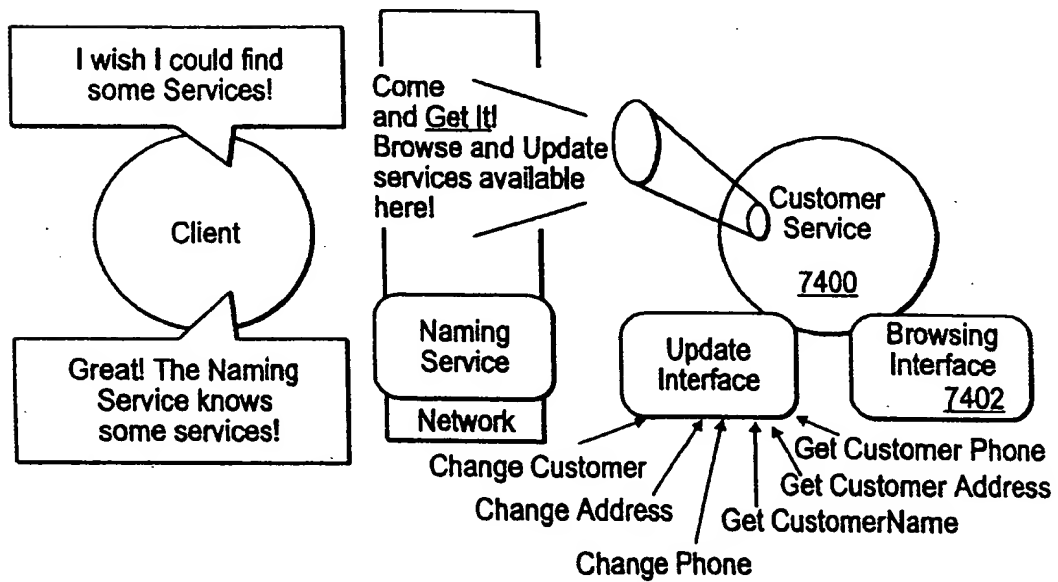 I wish I could find
some Services!
Client
Great! The Naming
Service knows
some services!
Come
and Get It!
Browse and Update
services available
here!
Naming
Service
Network
Customer
Service
7400
Update
Interface
Browsing
Interface
7402
Change Customer
Change Address
Change Phone
Get CustomerName
Get Customer Address
Get Customer Phone